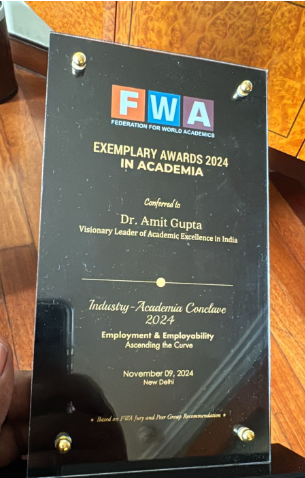 FWA
FEDERATION FOR WORLD ACADEMICS
EXEMPLARY AWARDS 2024
IN ACADEMIA
Conferred to
Dr. Amit Gupta
Visionary Leader of Academic Excellence in India
Industry-Academia Conclave
2024
Employment & Employability
Ascending the Curve
November 09, 2024
New Delhi
* Based on FWA Jury and Peer Group Recommendation *